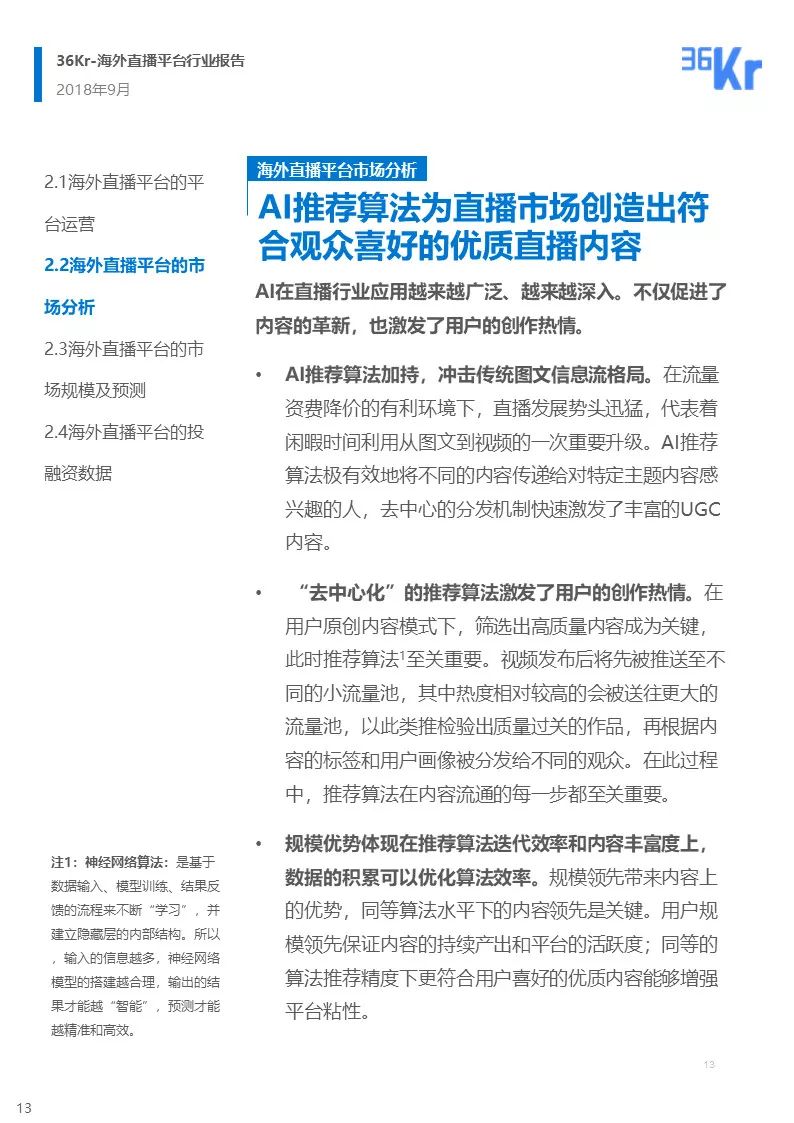 36Kr-海外直播平台行业报告
2018年9月
36Kr
2.1海外直播平台的平
台运营
2.2海外直播平台的市
场分析
2.3海外直播平台的市
场规模及预测
2.4海外直播平台的投
融资数据
海外直播平台市场分析
AI推荐算法为直播市场创造出符
合观众喜好的优质直播内容
AI在直播行业应用越来越广泛、越来越深入。不仅促进了
内容的革新，也激发了用户的创作热情。
• AI推荐算法加持，冲击传统图文信息流格局。在流量
资费降价的有利环境下，直播发展势头迅猛，代表着
闲暇时间利用从图文到视频的一次重要升级。AI推荐
算法极有效地将不同的内容传递给对特定主题内容感
兴趣的人，去中心的分发机制快速激发了丰富的UGC
内容。
• “去中心化”的推荐算法激发了用户的创作热情。在
用户原创内容模式下，筛选出高质量内容成为关键，
此时推荐算法¹至关重要。视频发布后将先被推送至不
同的小流量池，其中热度相对较高的会被送往更大的
流量池，以此类推检验出质量过关的作品，再根据内
容的标签和用户画像被分发给不同的观众。在此过程
中，推荐算法在内容流通的每一步都至关重要。
• 规模优势体现在推荐算法迭代效率和内容丰富度上，
数据的积累可以优化算法效率。规模领先带来内容上
的优势，同等算法水平下的内容领先是关键。用户规
模领先保证内容的持续产出和平台的活跃度；同等的
算法推荐精度下更符合用户喜好的优质内容能够增强
平台粘性。
注1：神经网络算法：是基于
数据输入、模型训练、结果反
馈的流程来不断“学习”，并
建立隐藏层的内部结构。所以
，输入的信息越多，神经网络
模型的搭建越合理，输出的结
果才能越“智能”，预测才能
越精准和高效。
13
13